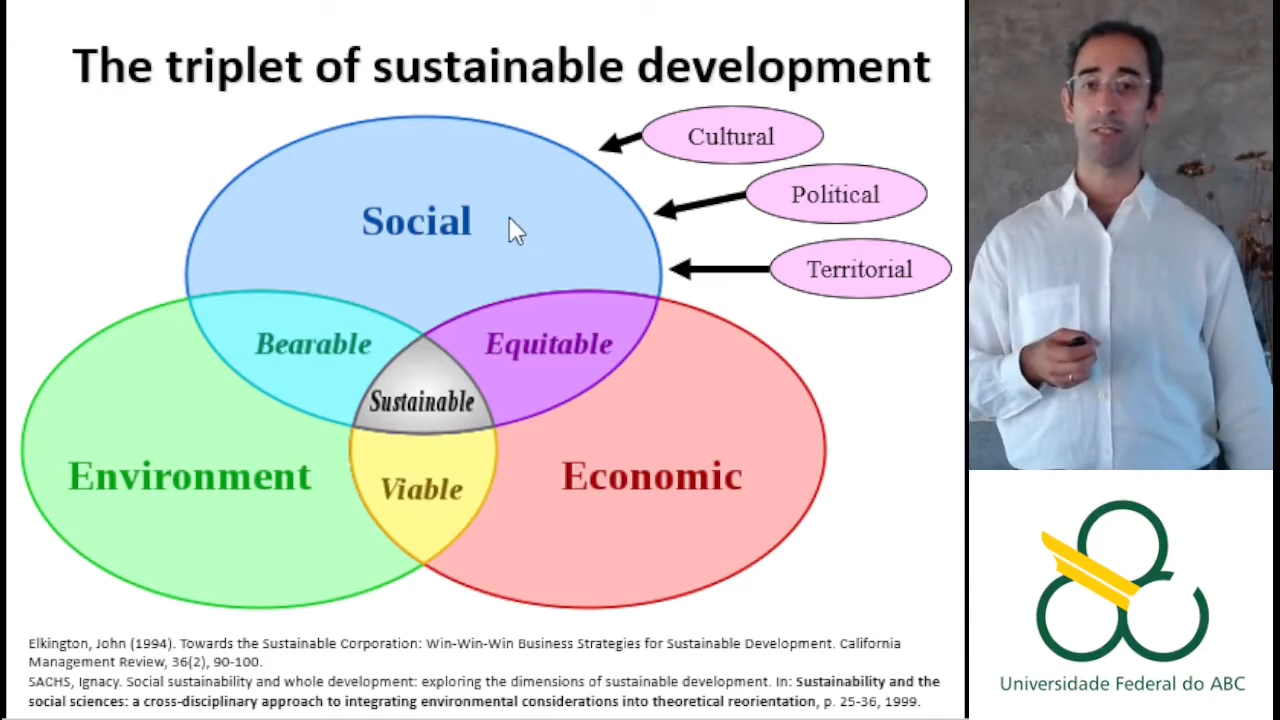 The triplet of sustainable development
Cultural
Political
Social
Territorial
Bearable
Equitable
Sustainable
Environment
Viable
Economic
Elkington, John (1994). Towards the Sustainable Corporation: Win-Win-Win Business Strategies for Sustainable Development. California
Management Review, 36(2), 90-100.
SACHS, Ignacy. Social sustainability and whole development: exploring the dimensions of sustainable development. In: Sustainability and the
social sciences: a cross-disciplinary approach to integrating environmental considerations into theoretical reorientation, p. 25-36, 1999.
Universidade Federal do ABC